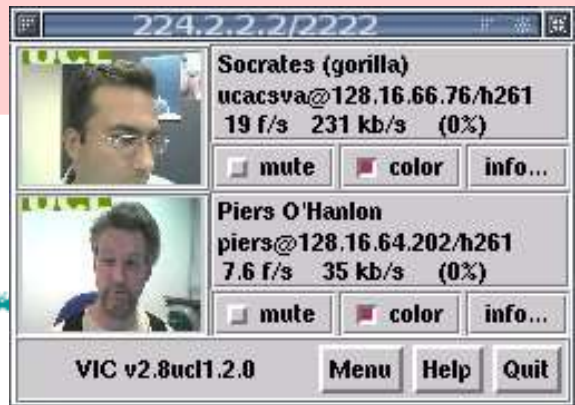 224.2.2.2/2222
Socrates (gorilla)
ucacsva@128.16.66.76/h261
19 f/s 231 kb/s (0%)
mute color info...
Piers O'Hanlon
piers@128.16.64.202/h261
7.6 f/s 35 kb/s (0%)
mute color info...
VIC v2.8ucl1.2.0 Menu Help Quit